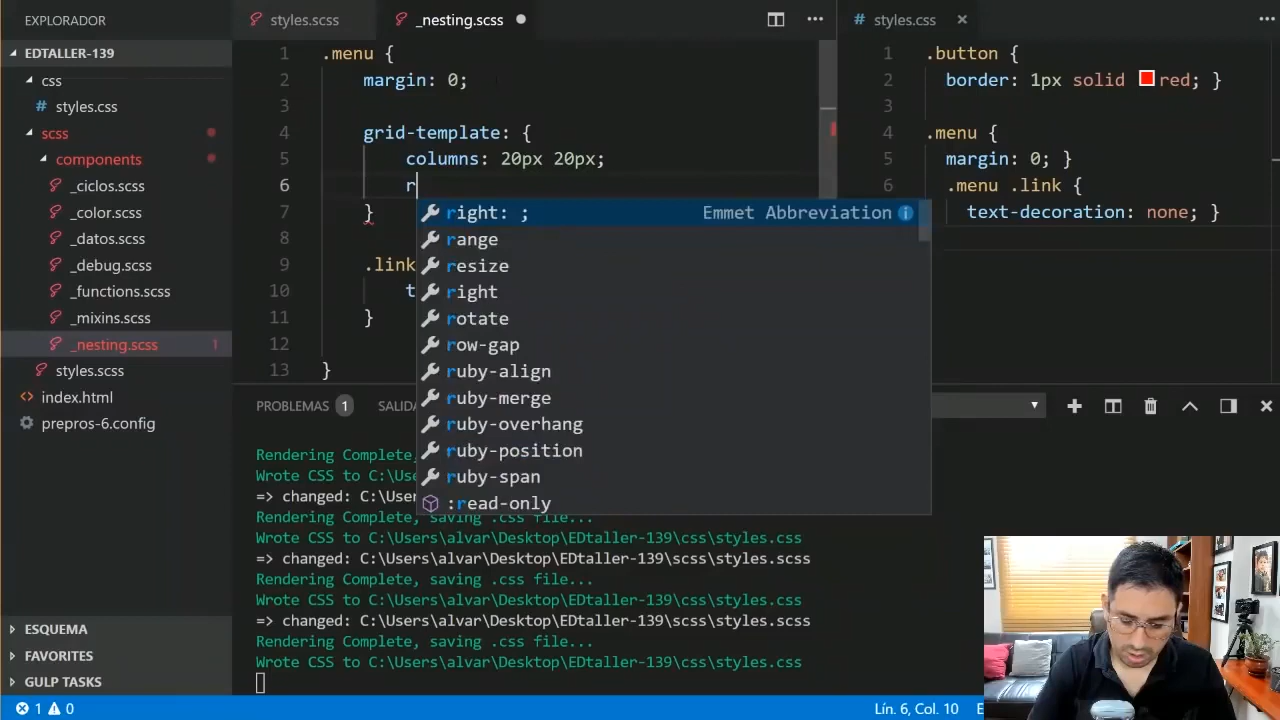 EXPLORADOR
EDTALLER-139
css
# styles.css
scss
components
_ciclos.scss
_color.scss
_datos.scss
_debug.scss
_functions.scss
_mixins.scss
_nesting.scss 1
styles.scss
<> index.html
prepros-6.config
ESQUEMA
FAVORITES
GULP TASKS
styles.scss
_nesting.scss
1 .menu {
2 margin: 0;
3
4 grid-template: {
5 columns: 20px 20px;
6 r
7 }
8
9 .link
10 t
11 }
12
13 }
right: ; Emmet Abbreviation
range
resize
right
rotate
row-gap
ruby-align
ruby-merge
ruby-overhang
ruby-position
ruby-span
:read-only
# styles.css
1 .button {
2 border: 1px solid red; }
3
4 .menu {
5 margin: 0; }
6 .menu .link {
7 text-decoration: none; }
8
PROBLEMAS 1 SALIDA
Rendering Complete,
Wrote CSS to C:\Us
=> changed: C:\User
Rendering Complete, saving .css file...
Wrote CSS to C:\Users\alvar\Desktop\EDtaller-139\css\styles.css
=> changed: C:\Users\alvar\Desktop\EDtaller-139\scss\styles.scss
Rendering Complete, saving .css file...
Wrote CSS to C:\Users\alvar\Desktop\EDtaller-139\css\styles.css
=> changed: C:\Users\alvar\Desktop\EDtaller-139\scss\styles.scss
Rendering Complete, saving .css file...
Wrote CSS to C:\Users\alvar\Desktop\EDtaller-139\css\styles.css
1 0
Lín. 6, Col. 10